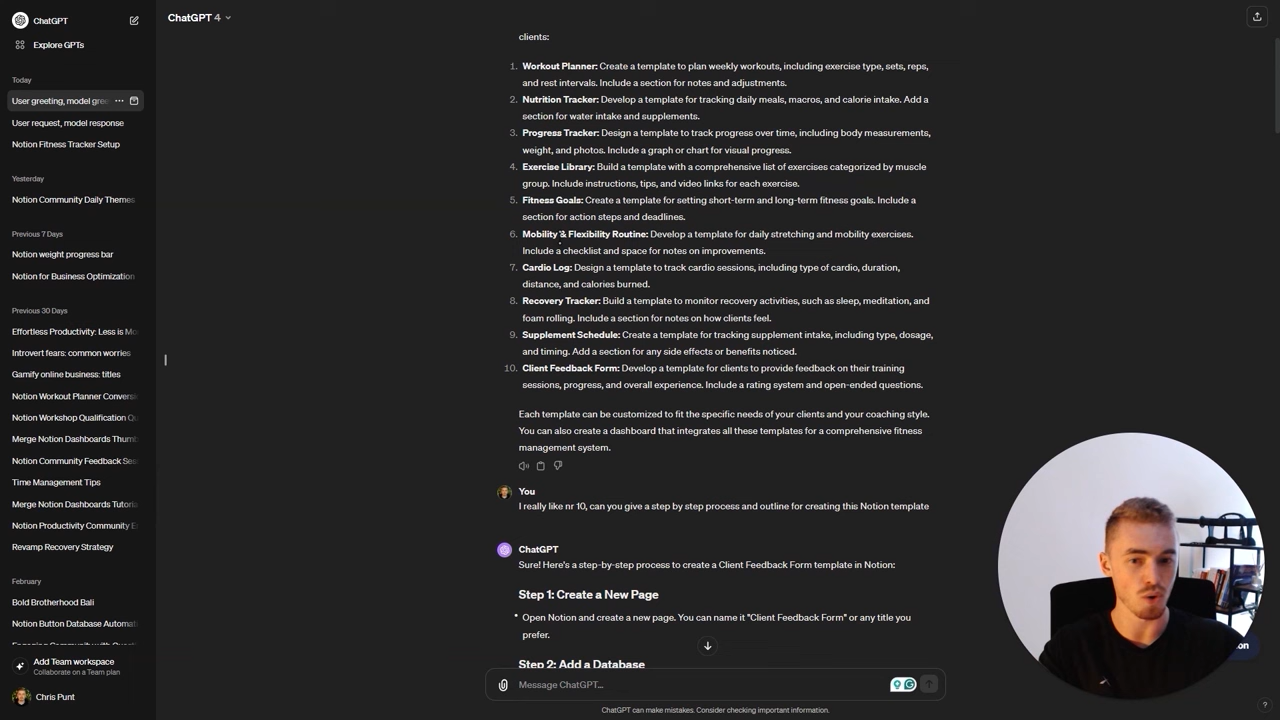 ChatGPT
Explore GPTs
Today
User greeting, model gree
User request, model response
Notion Fitness Tracker Setup
Yesterday
Notion Community Daily Themes
Previous 7 Days
Notion weight progress bar
Notion for Business Optimization
Previous 30 Days
Effortless Productivity: Less is Mo
Introvert fears: common worries
Gamify online business: titles
Notion Workout Planner Convers
Notion Workshop Qualification Qu
Merge Notion Dashboards Thumb
Notion Community Feedback Ses
Time Management Tips
Merge Notion Dashboards Tutoria
Notion Productivity Community E
Revamp Recovery Strategy
February
Bold Brotherhood Bali
Notion Button Database Automat
Add Team workspace
Collaborate on a Team plan
Chris Punt
ChatGPT 4
clients:
1. Workout Planner: Create a template to plan weekly workouts, including exercise type, sets, reps,
and rest intervals. Include a section for notes and adjustments.
2. Nutrition Tracker: Develop a template for tracking daily meals, macros, and calorie intake. Add a
section for water intake and supplements.
3. Progress Tracker: Design a template to track progress over time, including body measurements,
weight, and photos. Include a graph or chart for visual progress.
4. Exercise Library: Build a template with a comprehensive list of exercises categorized by muscle
group. Include instructions, tips, and video links for each exercise.
5. Fitness Goals: Create a template for setting short-term and long-term fitness goals. Include a
section for action steps and deadlines.
6. Mobility & Flexibility Routine: Develop a template for daily stretching and mobility exercises.
Include a checklist and space for notes on improvements.
7. Cardio Log: Design a template to track cardio sessions, including type of cardio, duration,
distance, and calories burned.
8. Recovery Tracker: Build a template to monitor recovery activities, such as sleep, meditation, and
foam rolling. Include a section for notes on how clients feel.
9. Supplement Schedule: Create a template for tracking supplement intake, including type, dosage,
and timing. Add a section for any side effects or benefits noticed.
10. Client Feedback Form: Develop a template for clients to provide feedback on their training
sessions, progress, and overall experience. Include a rating system and open-ended questions.
Each template can be customized to fit the specific needs of your clients and your coaching style.
You can also create a dashboard that integrates all these templates for a comprehensive fitness
management system.
You
I really like nr 10, can you give a step by step process and outline for creating this Notion template
ChatGPT
Sure! Here's a step-by-step process to create a Client Feedback Form template in Notion:
Step 1: Create a New Page
• Open Notion and create a new page. You can name it "Client Feedback Form" or any title you
prefer.
Step 2: Add a Database
Message ChatGPT...
ChatGPT can make mistakes. Consider checking important information.
on
?